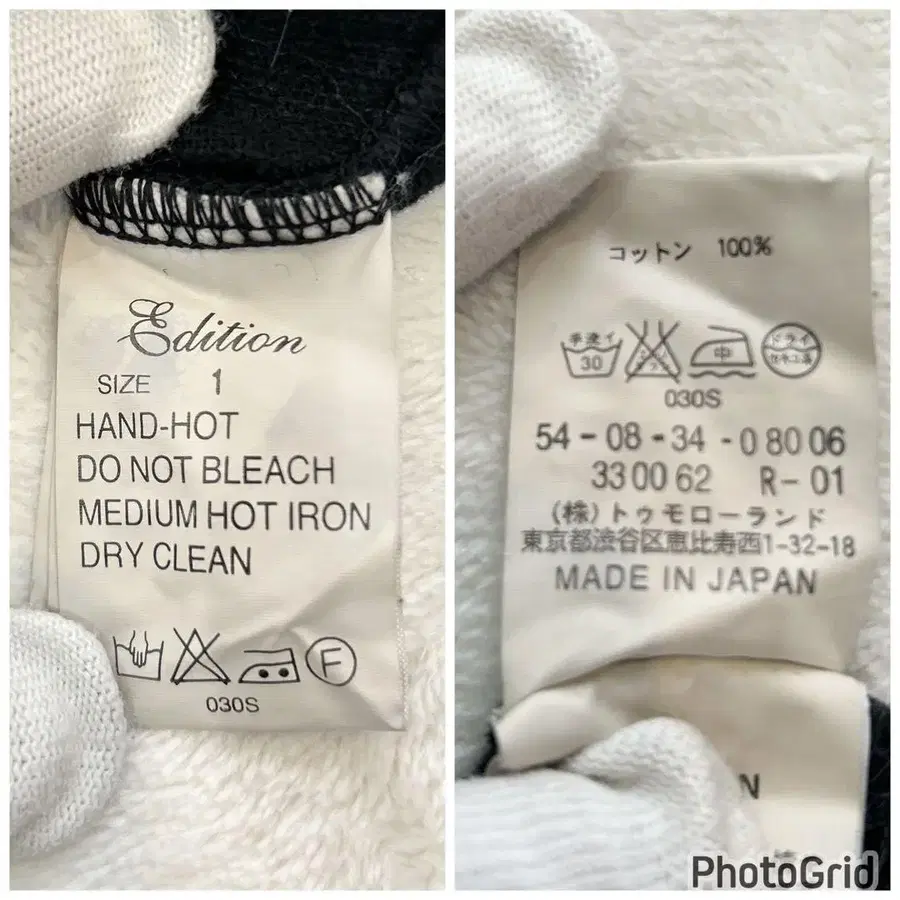 Edition
SIZE 1
HAND-HOT
DO NOT BLEACH
MEDIUM HOT IRON
DRY CLEAN
F
030S
コットン 100%
手洗イ
30
中
ドライ
030S
54-08-34-08006
330062 R-01
(株)トゥモローランド
東京都渋谷区恵比寿西1-32-18
MADE IN JAPAN
N
PhotoGrid